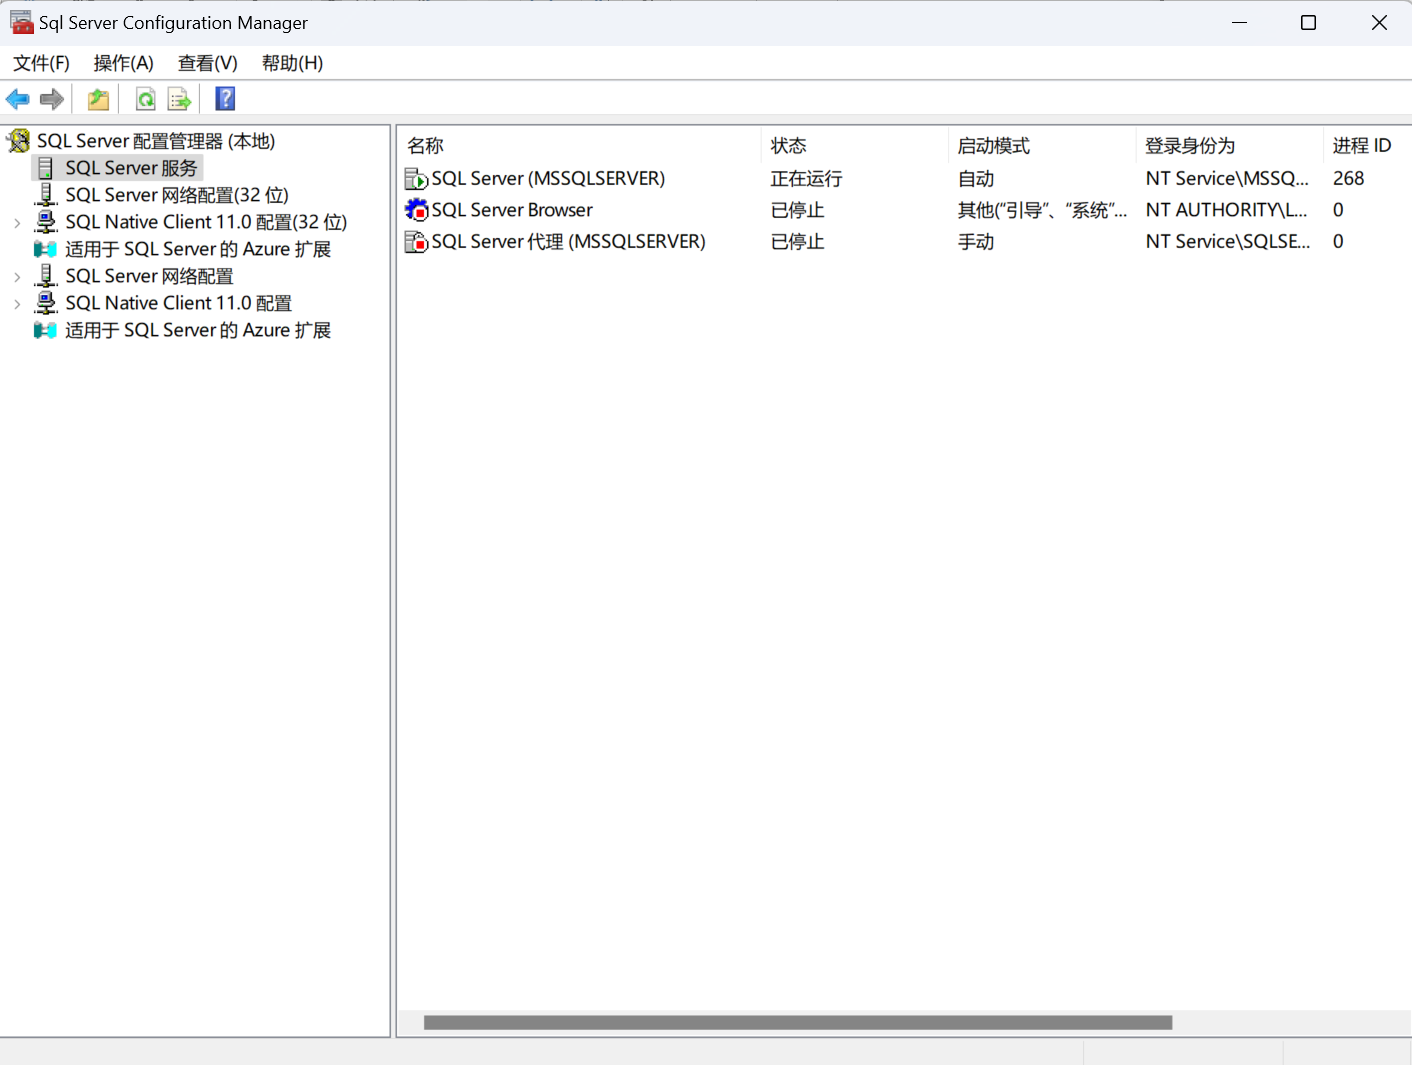 Sql Server Configuration Manager
文件(F) 操作(A) 查看(V) 帮助(H)
SQL Server 配置管理器 (本地)
SQL Server 服务
SQL Server 网络配置(32 位)
SQL Native Client 11.0 配置(32 位)
适用于 SQL Server 的 Azure 扩展
SQL Server 网络配置
SQL Native Client 11.0 配置
适用于 SQL Server 的 Azure 扩展
名称 状态 启动模式 登录身份为 进程 ID
SQL Server (MSSQLSERVER) 正在运行 自动 NT Service\MSSQ... 268
SQL Server Browser 已停止 其他(“引导”、“系统”... NT AUTHORITY\L... 0
SQL Server 代理 (MSSQLSERVER) 已停止 手动 NT Service\SQLSE... 0